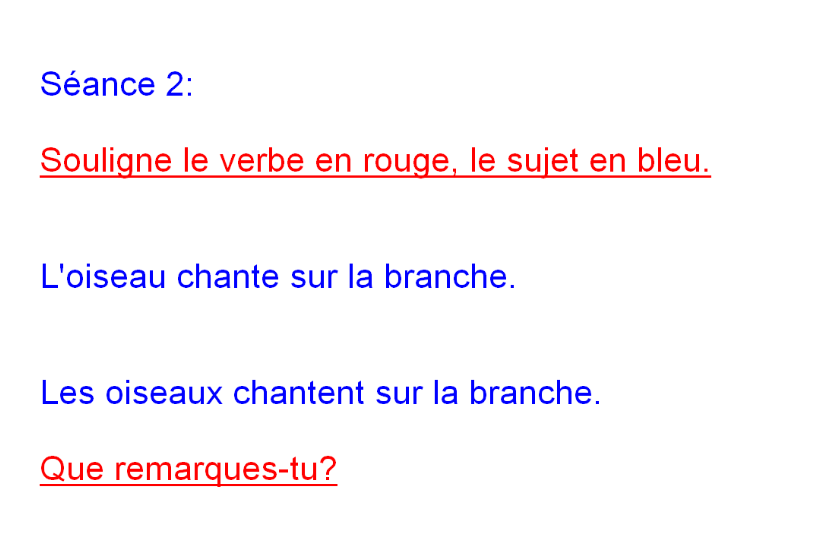 Séance 2:
Souligne le verbe en rouge, le sujet en bleu.
L'oiseau chante sur la branche.
Les oiseaux chantent sur la branche.
Que remarques-tu?